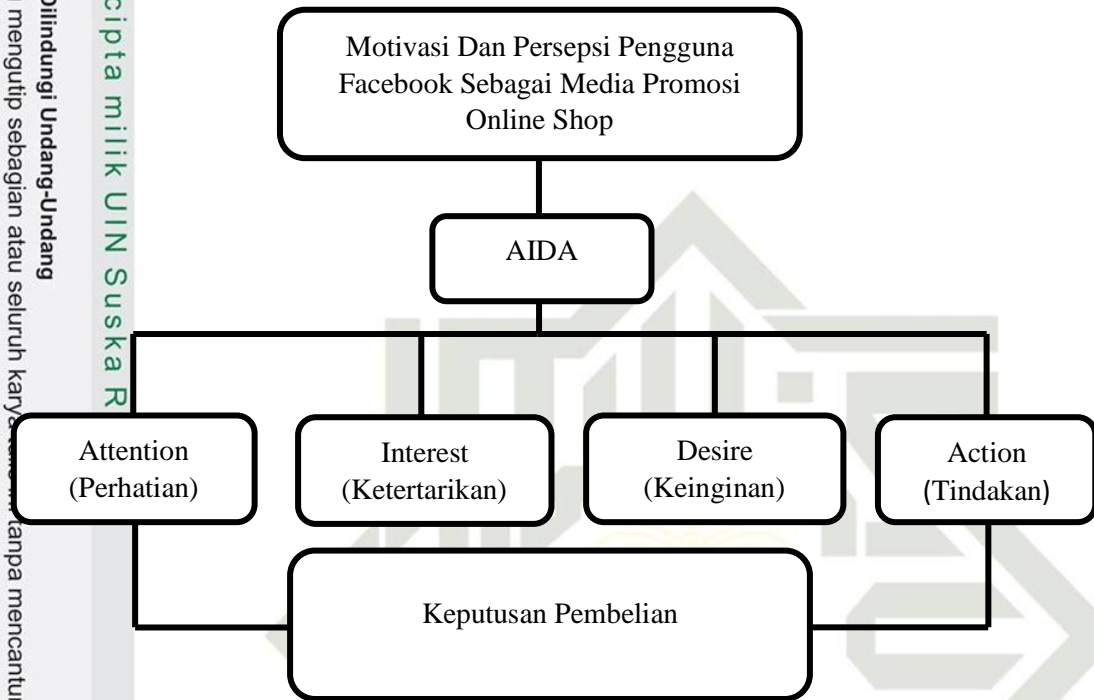 cipta milik UIN Suska R
Dilindungi Undang-Undang
mengutip sebagian atau seluruh karya
tanpa mencantu
Motivasi Dan Persepsi Pengguna
Facebook Sebagai Media Promosi
Online Shop
AIDA
Attention
(Perhatian)
Interest
(Ketertarikan)
Desire
(Keinginan)
Action
(Tindakan)
Keputusan Pembelian